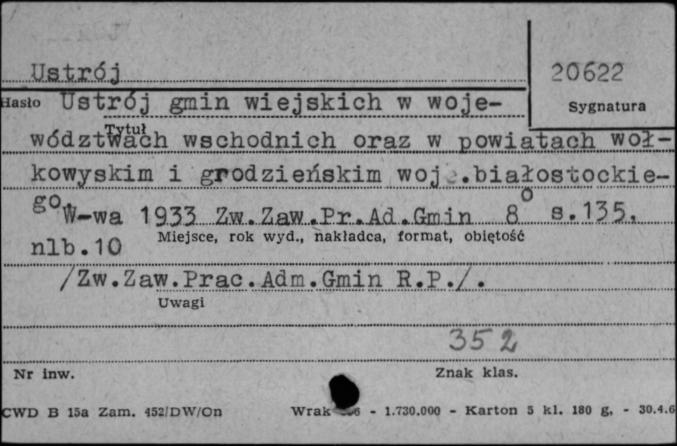 Ustrój
20622
Hasło Ustrój gmin wiejskich w woje-
Sygnatura
Tytuł
wództwach wschodnich oraz w powiatach woł-
kowyskim i grodzieńskim woj..białostockie-
go. W-wa 1933 Zw.Zaw.Pr.Ad.Gmin 8° s.135,
nlb.10
Miejsce, rok wyd., nakładca, format, objętość
/Zw.Zaw.Prac.Adm.Gmin R.P./.
Uwagi
352
Nr inw.
Znak klas.
CWD B 15a Zam. 452/DW/On Wrak - 1.730.000 - Karton 5 kl. 180 g, - 30.4.6